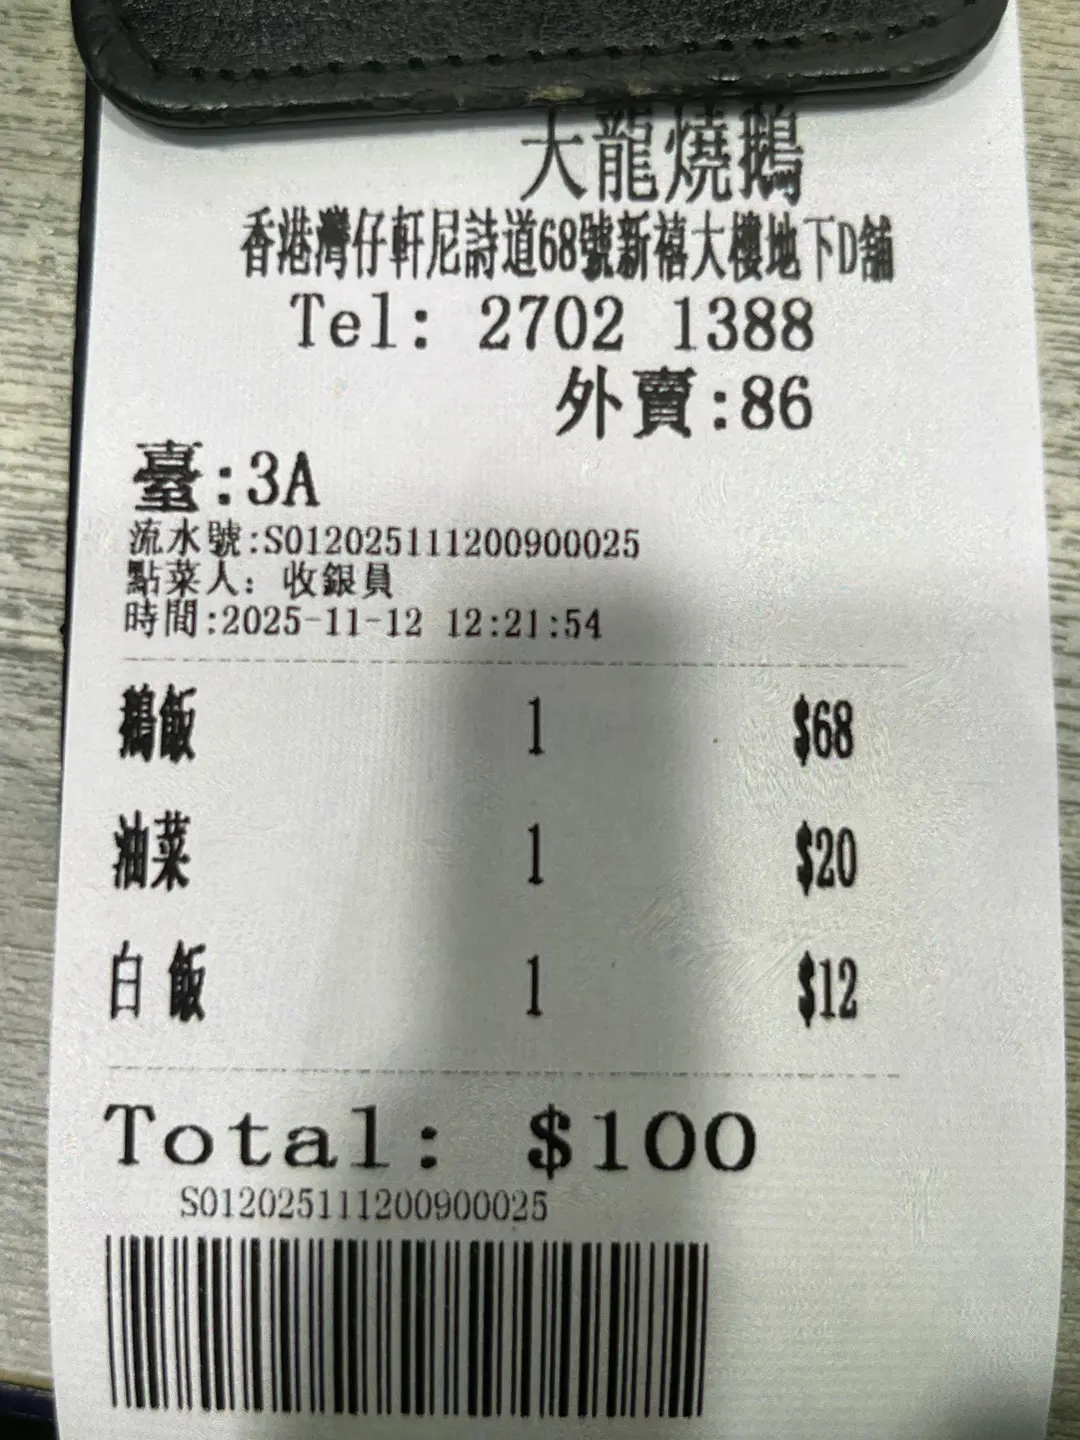 天龍燒鵝
香港灣仔軒尼詩道68號新禧大樓地下D舖
Tel: 2702 1388
外賣:86
臺:3A
流水號:S012025111200900025
點菜人: 收銀員
時間:2025-11-12 12:21:54
鵝飯 1 $68
油菜 1 $20
白飯 1 $12
Total: $100
S012025111200900025